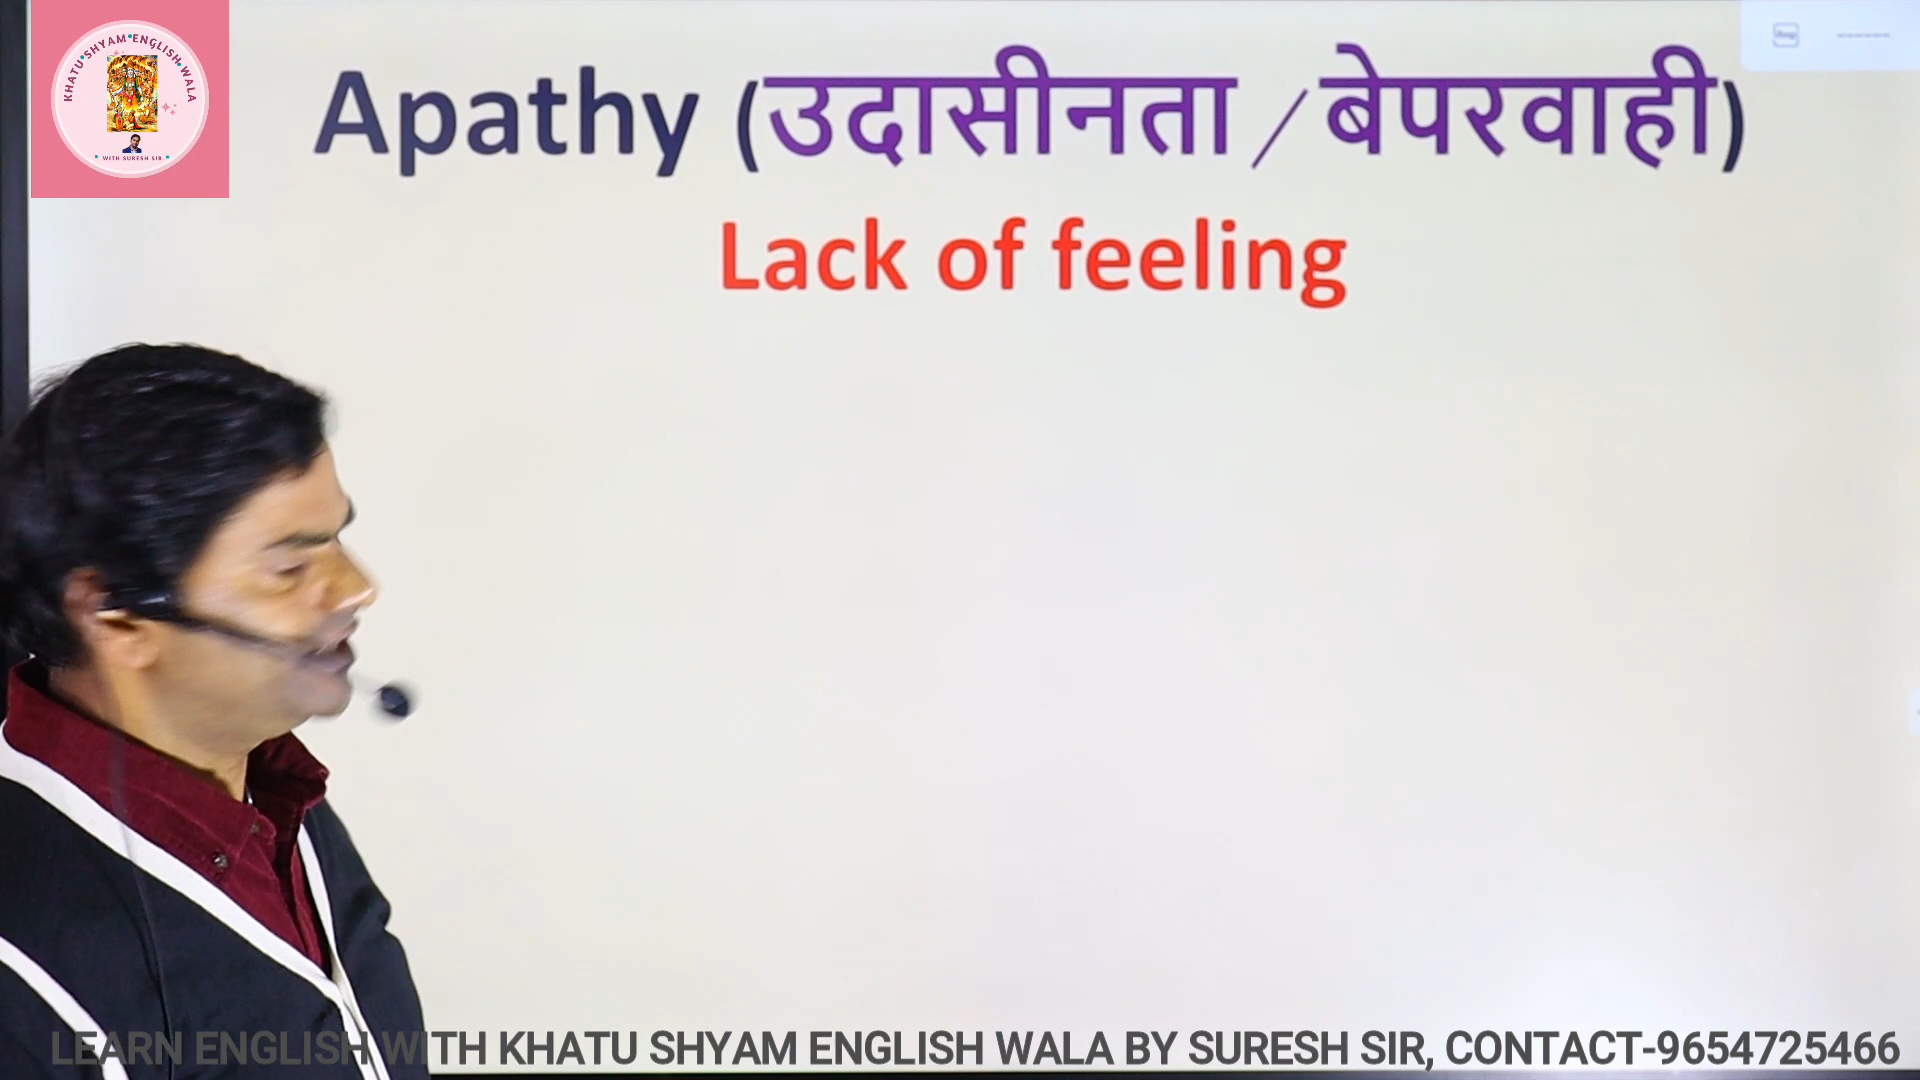 KHATU SHYAM ENGLISH WALA
WITH SURESH SIR
Apathy (उदासीनता / बेपरवाही)
Lack of feeling
LEARN ENGLISH WITH KHATU SHYAM ENGLISH WALA BY SURESH SIR, CONTACT-9654725466